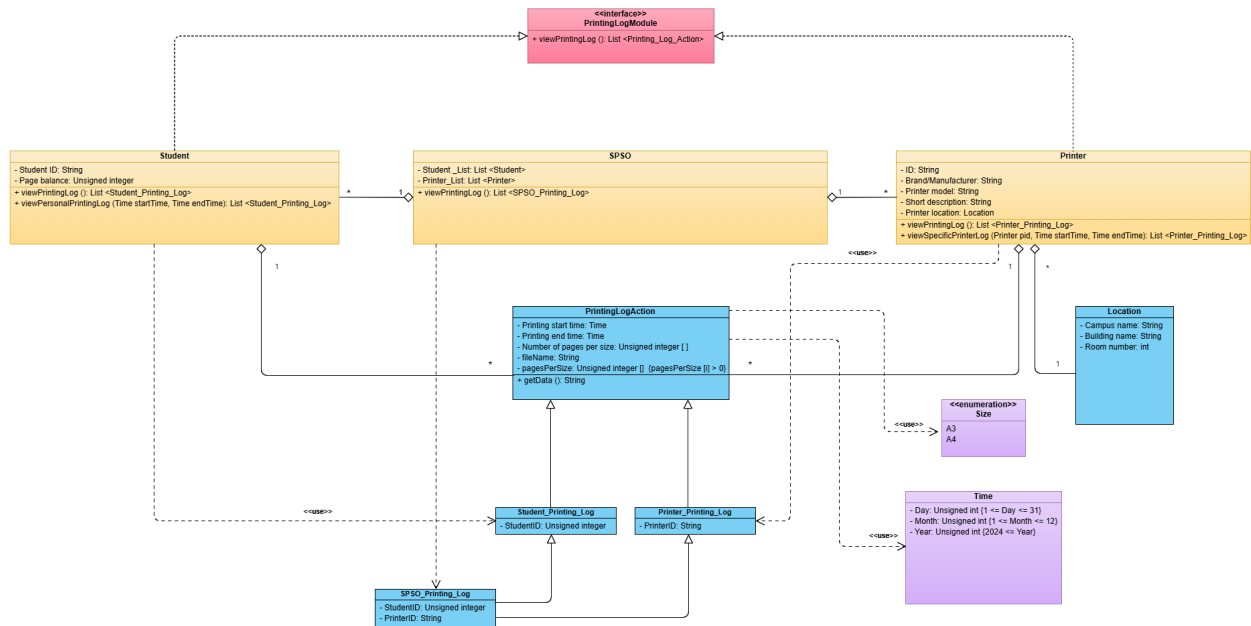 <<interface>>
PrintingLogModule
+ viewPrintingLog (): List <Printing_Log_Action>
Student
- Student ID: String
- Page balance: Unsigned integer
+ viewPrintingLog (): List <Student_Printing_Log>
+ viewPersonalPrintingLog (Time startTime, Time endTime): List <Student_Printing_Log>
*
1
SPSO
- Student _List: List <Student>
- Printer_List: List <Printer>
+ viewPrintingLog (): List <SPSO_Printing_Log>
1
*
Printer
- ID: String
- Brand/Manufacturer: String
- Printer model: String
- Short description: String
- Printer location: Location
+ viewPrintingLog (): List <Printer_Printing_Log>
+ viewSpecificPrinterLog (Printer pid, Time startTime, Time endTime): List <Printer_Printing_Log>
<<use>>
1
1
*
PrintingLogAction
- Printing start time: Time
- Printing end time: Time
- Number of pages per size: Unsigned integer [ ]
- fileName: String
- pagesPerSize: Unsigned integer [] {pagesPerSize [i] > 0}
+ getData (): String
*
*
1
Location
- Campus name: String
- Building name: String
- Room number: int
<<enumeration>>
Size
A3
A4
<<use>>
<<use>>
Student_Printing_Log
- StudentID: Unsigned integer
Printer_Printing_Log
- PrinterID: String
Time
- Day: Unsigned int {1 <= Day <= 31}
- Month: Unsigned int {1 <= Month <= 12}
- Year: Unsigned int {2024 <= Year}
<<use>>
SPSO_Printing_Log
- StudentID: Unsigned integer
- PrinterID: String